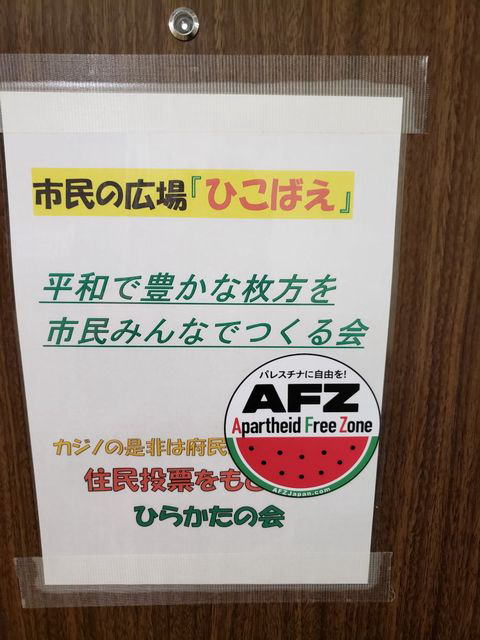 市民の広場『ひこばえ』
平和で豊かな枚方を
市民みんなでつくる会
パレスチナに自由を!
AFZ
Apartheid Free Zone
AFZJapan.com
カジノの是非は府民
住民投票をもと
ひらかたの会